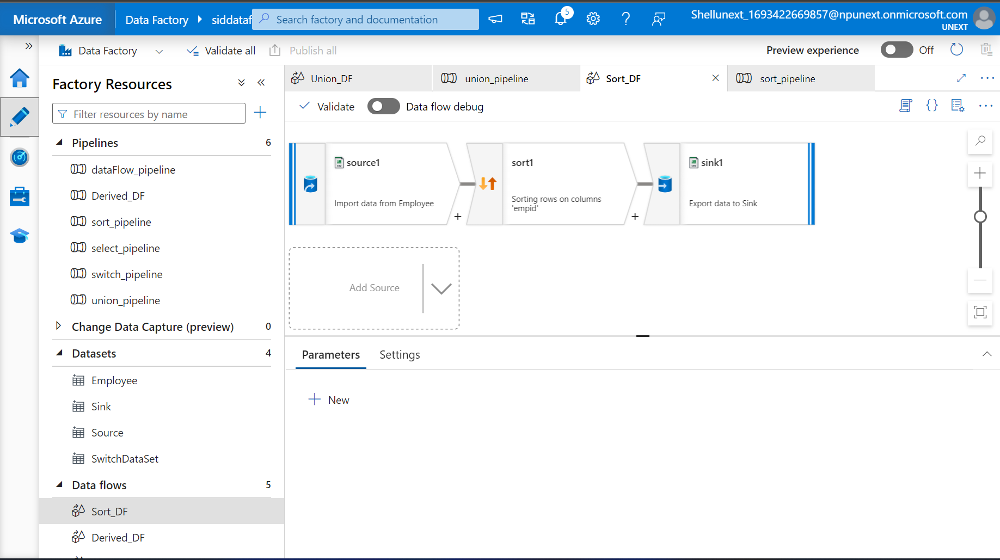 Microsoft Azure
Data Factory
siddataf
Search factory and documentation
5
Shellunext_1693422669857@npunext.onmicrosoft.com
UNEXT
Data Factory
Validate all
Publish all
Preview experience
Off
Factory Resources
Filter resources by name
Pipelines 6
dataFlow_pipeline
Derived_DF
sort_pipeline
select_pipeline
switch_pipeline
union_pipeline
Change Data Capture (preview) 0
Datasets 4
Employee
Sink
Source
SwitchDataSet
Data flows 5
Sort_DF
Derived_DF
Union_DF
union_pipeline
Sort_DF
sort_pipeline
Validate
Data flow debug
source1
Import data from Employee
+
sort1
Sorting rows on columns
'empid'
+
sink1
Export data to Sink
Add Source
Parameters
Settings
New